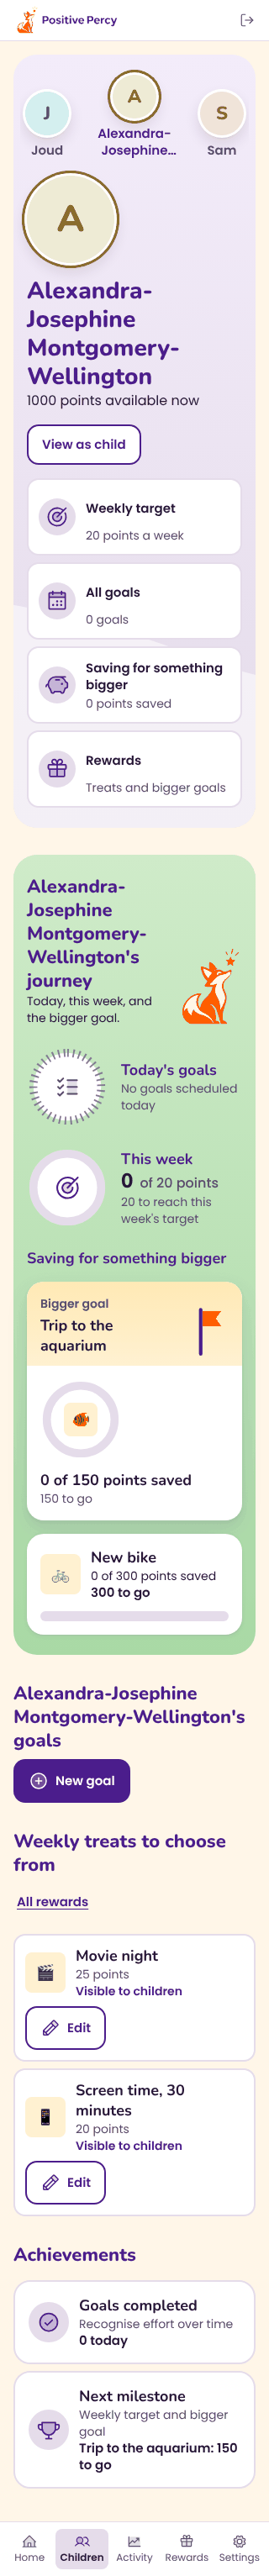 Positive Percy
J
A
S
Joud
Alexandra-
Josephine...
Sam
A
Alexandra-
Josephine
Montgomery-
Wellington
1000 points available now
View as child
Weekly target
20 points a week
All goals
0 goals
Saving for something
bigger
0 points saved
Rewards
Treats and bigger goals
Alexandra-
Josephine
Montgomery-
Wellington's
journey
Today, this week, and
the bigger goal.
Today's goals
No goals scheduled
today
This week
0 of 20 points
20 to reach this
week's target
Saving for something bigger
Bigger goal
Trip to the
aquarium
0 of 150 points saved
150 to go
New bike
0 of 300 points saved
300 to go
Alexandra-Josephine
Montgomery-Wellington's
goals
New goal
Weekly treats to choose
from
All rewards
Movie night
25 points
Visible to children
Edit
Screen time, 30
minutes
20 points
Visible to children
Edit
Achievements
Goals completed
Recognise effort over time
0 today
Next milestone
Weekly target and bigger
goal
Trip to the aquarium: 150
to go
Home
Children
Activity
Rewards
Settings